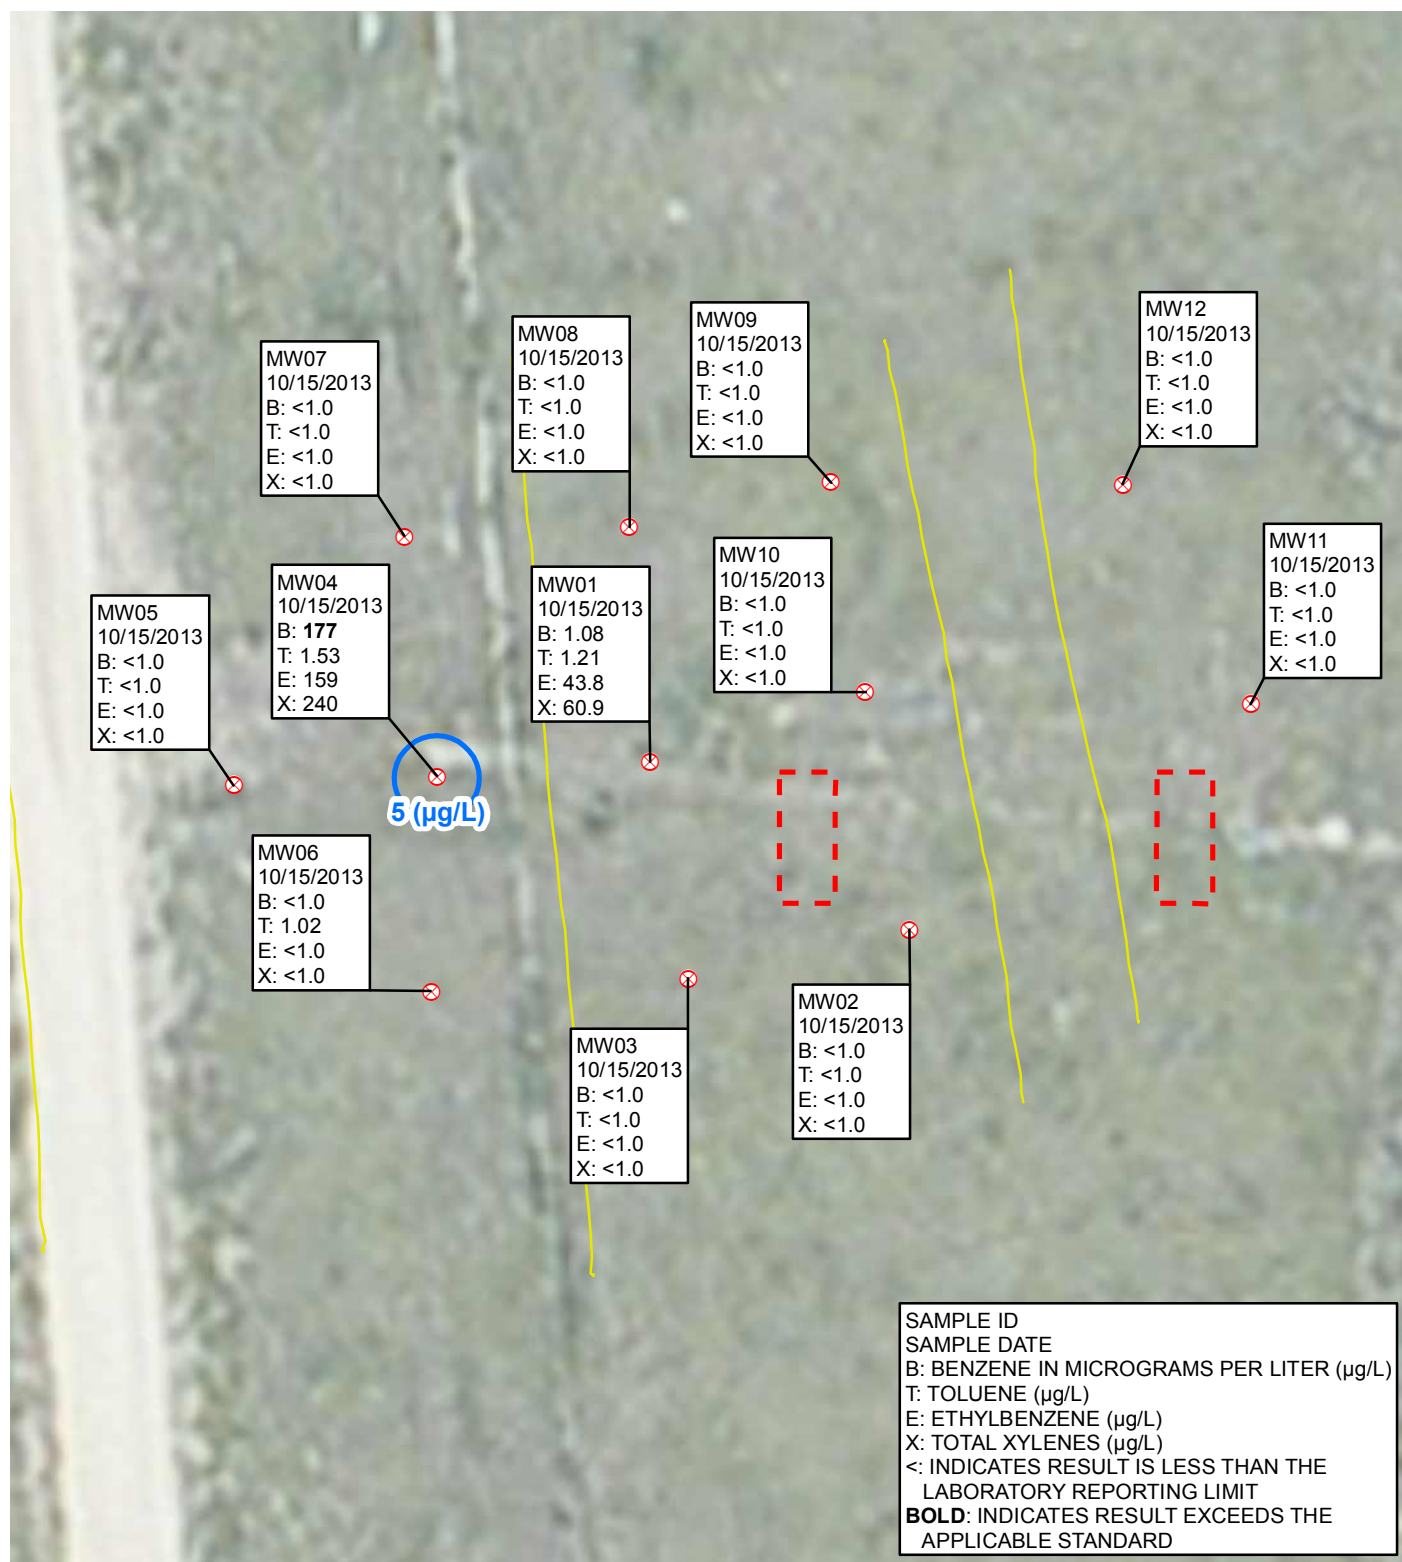 MW12
10/15/2013
B: <1.0
T: <1.0
E: <1.0
X: <1.0
MW09
10/15/2013
B: <1.0
T: <1.0
E: <1.0
X: <1.0
MW08
10/15/2013
B: <1.0
T: <1.0
E: <1.0
X: <1.0
MW07
10/15/2013
B: <1.0
T: <1.0
E: <1.0
X: <1.0
MW11
10/15/2013
B: <1.0
T: <1.0
E: <1.0
X: <1.0
MW10
10/15/2013
B: <1.0
T: <1.0
E: <1.0
X: <1.0
MW04
10/15/2013
B: 177
T: 1.53
E: 159
X: 240
MW01
10/15/2013
B: 1.08
T: 1.21
E: 43.8
X: 60.9
MW05
10/15/2013
B: <1.0
T: <1.0
E: <1.0
X: <1.0
5 (µg/L)
MW06
10/15/2013
B: <1.0
T: 1.02
E: <1.0
X: <1.0
MW02
10/15/2013
B: <1.0
T: <1.0
E: <1.0
X: <1.0
MW03
10/15/2013
B: <1.0
T: <1.0
E: <1.0
X: <1.0
SAMPLE ID
SAMPLE DATE
B: BENZENE IN MICROGRAMS PER LITER (µg/L)
T: TOLUENE (µg/L)
E: ETHYLBENZENE (µg/L)
X: TOTAL XYLENES (µg/L)
<: INDICATES RESULT IS LESS THAN THE
LABORATORY REPORTING LIMIT
BOLD: INDICATES RESULT EXCEEDS THE
APPLICABLE STANDARD